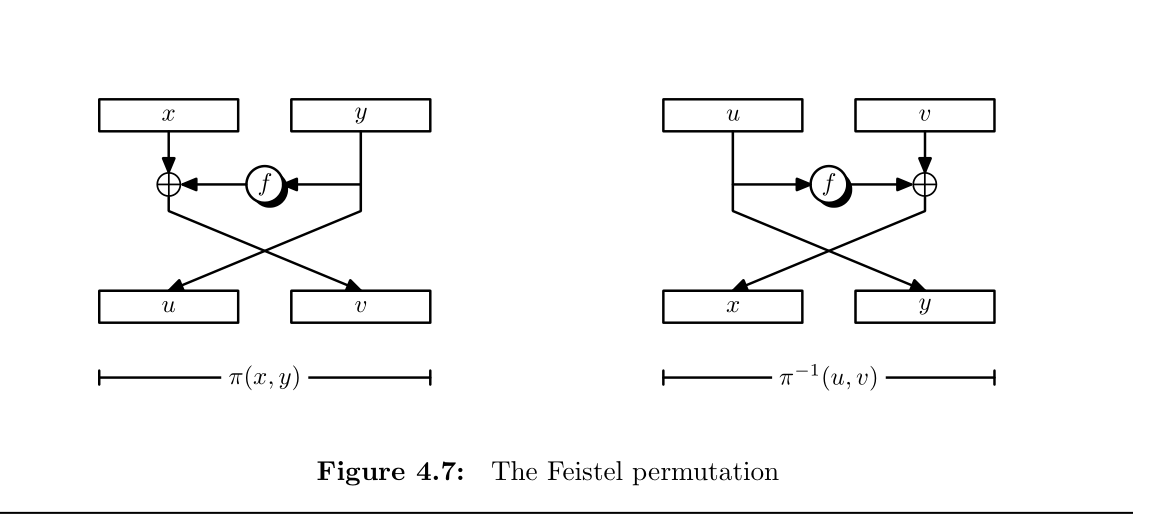 x y u v
f f
u v x y
π(x, y) π⁻¹(u, v)
Figure 4.7: The Feistel permutation